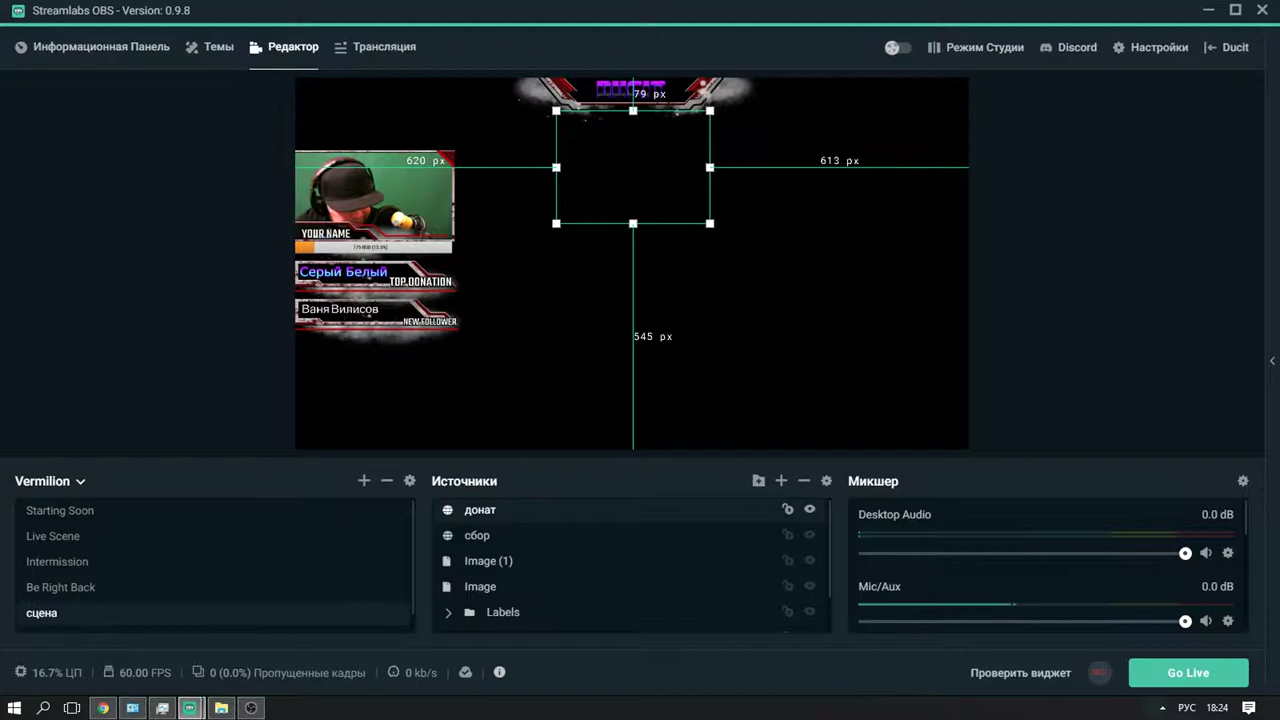 Streamlabs OBS - Version: 0.9.8
Информационная Панель
Темы
Редактор
Трансляция
Режим Студии
Discord
Настройки
Ducit
79 px
620 px
613 px
YOUR NAME
Серый Белый
TOP DONATION
Ваня Вилисов
NEW FOLLOWER
545 px
Vermilion
Источники
Микшер
Starting Soon
Live Scene
Intermission
Be Right Back
сцена
донат
сбор
Image (1)
Image
Labels
Desktop Audio
0.0 dB
Mic/Aux
0.0 dB
16.7% ЦП
60.00 FPS
0 (0.0%) Пропущенные кадры
0 kb/s
Проверить виджет
REC
Go Live
РУС
18:24